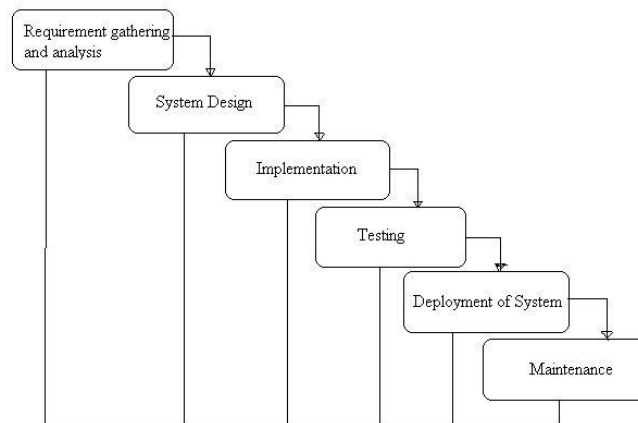 Requirement gathering
and analysis
System Design
Implementation
Testing
Deployment of System
Maintenance